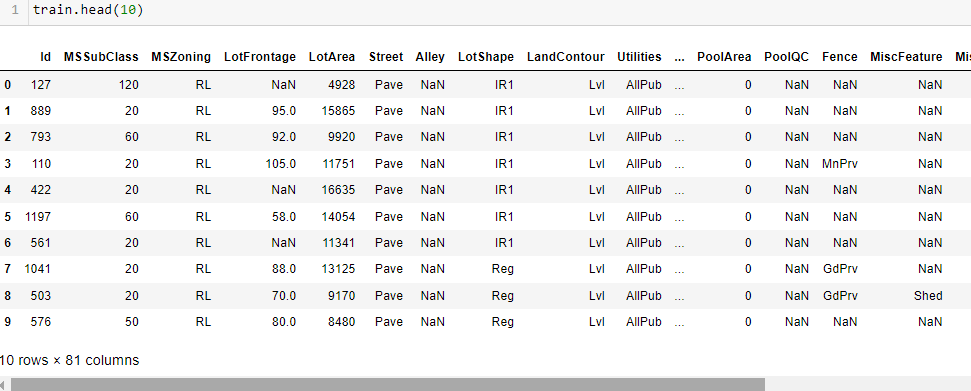 1 train.head(10)
Id MSSubClass MSZoning LotFrontage LotArea Street Alley LotShape LandContour Utilities ... PoolArea PoolQC Fence MiscFeature Mis
0 127 120 RL NaN 4928 Pave NaN IR1 Lvl AllPub ... 0 NaN NaN NaN
1 889 20 RL 95.0 15865 Pave NaN IR1 Lvl AllPub ... 0 NaN NaN NaN
2 793 60 RL 92.0 9920 Pave NaN IR1 Lvl AllPub ... 0 NaN NaN NaN
3 110 20 RL 105.0 11751 Pave NaN IR1 Lvl AllPub ... 0 NaN MnPrv NaN
4 422 20 RL NaN 16635 Pave NaN IR1 Lvl AllPub ... 0 NaN NaN NaN
5 1197 60 RL 58.0 14054 Pave NaN IR1 Lvl AllPub ... 0 NaN NaN NaN
6 561 20 RL NaN 11341 Pave NaN IR1 Lvl AllPub ... 0 NaN NaN NaN
7 1041 20 RL 88.0 13125 Pave NaN Reg Lvl AllPub ... 0 NaN GdPrv NaN
8 503 20 RL 70.0 9170 Pave NaN Reg Lvl AllPub ... 0 NaN GdPrv Shed
9 576 50 RL 80.0 8480 Pave NaN Reg Lvl AllPub ... 0 NaN NaN NaN
10 rows × 81 columns